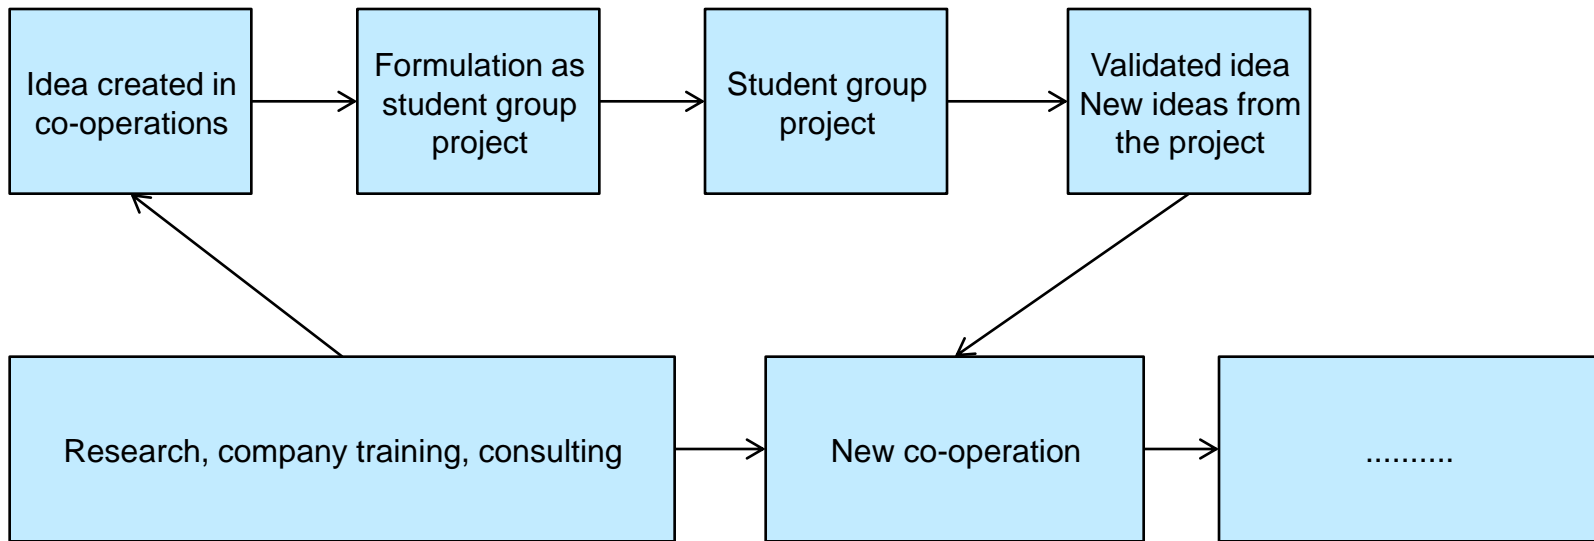 Idea created in
co-operations
Formulation as
student group
project
Student group
project
Validated idea
New ideas from
the project
Research, company training, consulting
New co-operation
..........